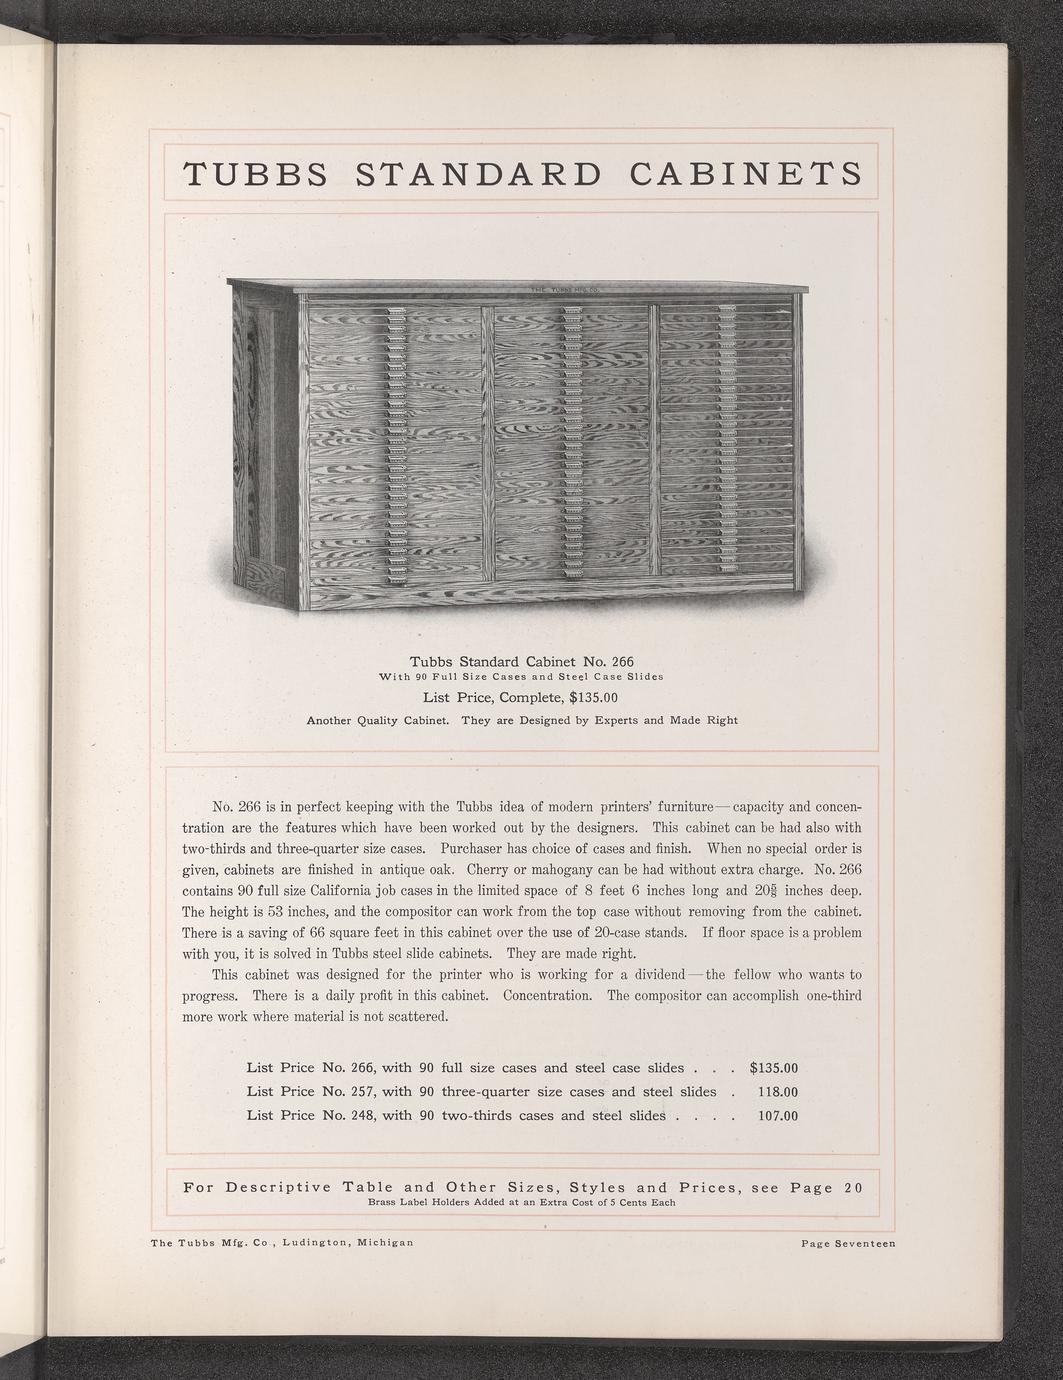 TUBBS STANDARD CABINETS
THE TUBBS MFG. CO.
Tubbs Standard Cabinet No. 266
With 90 Full Size Cases and Steel Case Slides
List Price, Complete, $135.00
Another Quality Cabinet. They are Designed by Experts and Made Right
No. 266 is in perfect keeping with the Tubbs idea of modern printers' furniture—capacity and concen-
tration are the features which have been worked out by the designers. This cabinet can be had also with
two-thirds and three-quarter size cases. Purchaser has choice of cases and finish. When no special order is
given, cabinets are finished in antique oak. Cherry or mahogany can be had without extra charge. No. 266
contains 90 full size California job cases in the limited space of 8 feet 6 inches long and 20⅝ inches deep.
The height is 53 inches, and the compositor can work from the top case without removing from the cabinet.
There is a saving of 66 square feet in this cabinet over the use of 20-case stands. If floor space is a problem
with you, it is solved in Tubbs steel slide cabinets. They are made right.
This cabinet was designed for the printer who is working for a dividend—the fellow who wants to
progress. There is a daily profit in this cabinet. Concentration. The compositor can accomplish one-third
more work where material is not scattered.
List Price No. 266, with 90 full size cases and steel case slides . . . $135.00
List Price No. 257, with 90 three-quarter size cases and steel slides . 118.00
List Price No. 248, with 90 two-thirds cases and steel slides . . . . 107.00
For Descriptive Table and Other Sizes, Styles and Prices, see Page 20
Brass Label Holders Added at an Extra Cost of 5 Cents Each
The Tubbs Mfg. Co., Ludington, Michigan
Page Seventeen